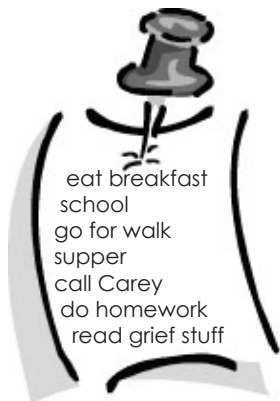 eat breakfast
school
go for walk
supper
call Carey
do homework
read grief stuff